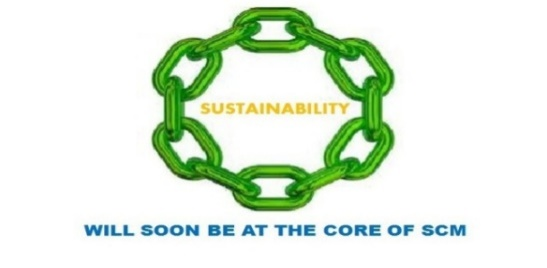 SUSTAINABILITY
WILL SOON BE AT THE CORE OF SCM